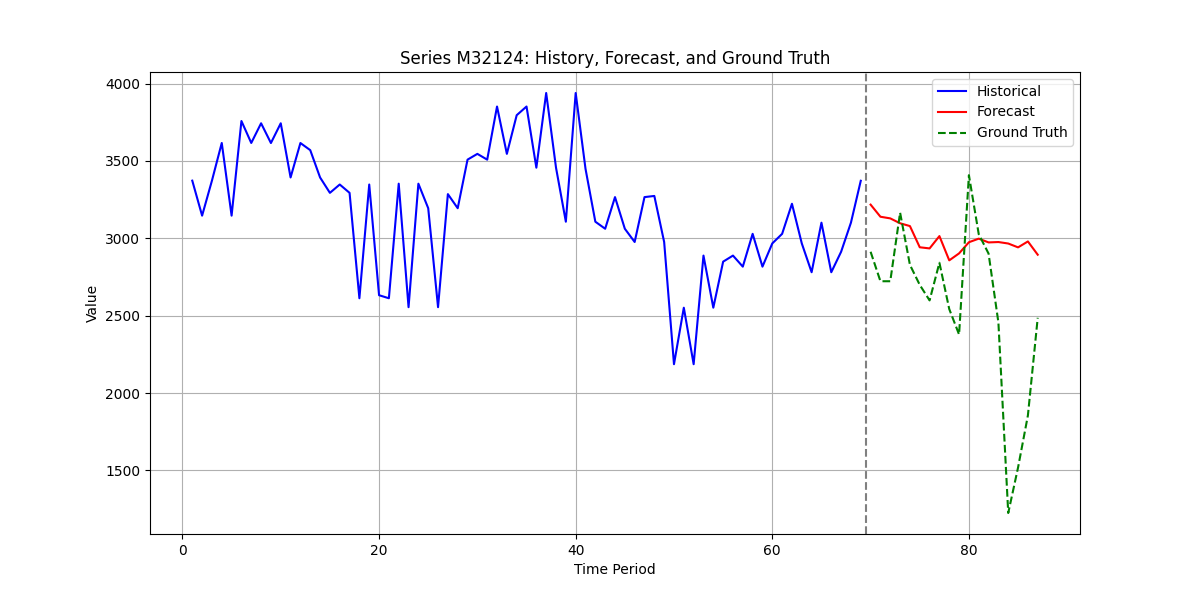 Series M32124: History, Forecast, and Ground Truth
Historical
Forecast
Ground Truth
4000
3500
3000
2500
2000
1500
Value
0 20 40 60 80
Time Period